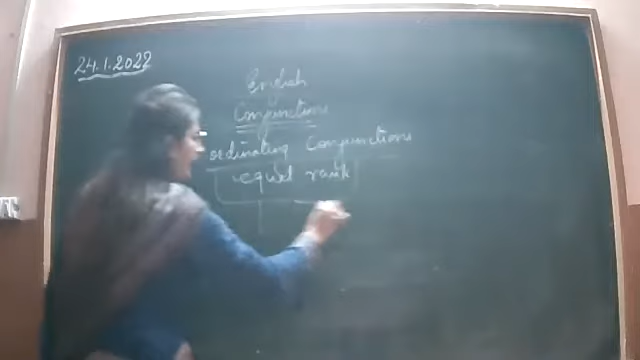 24.1.2022
English
Conjunctions
ordinating Conjunctions
equal rank